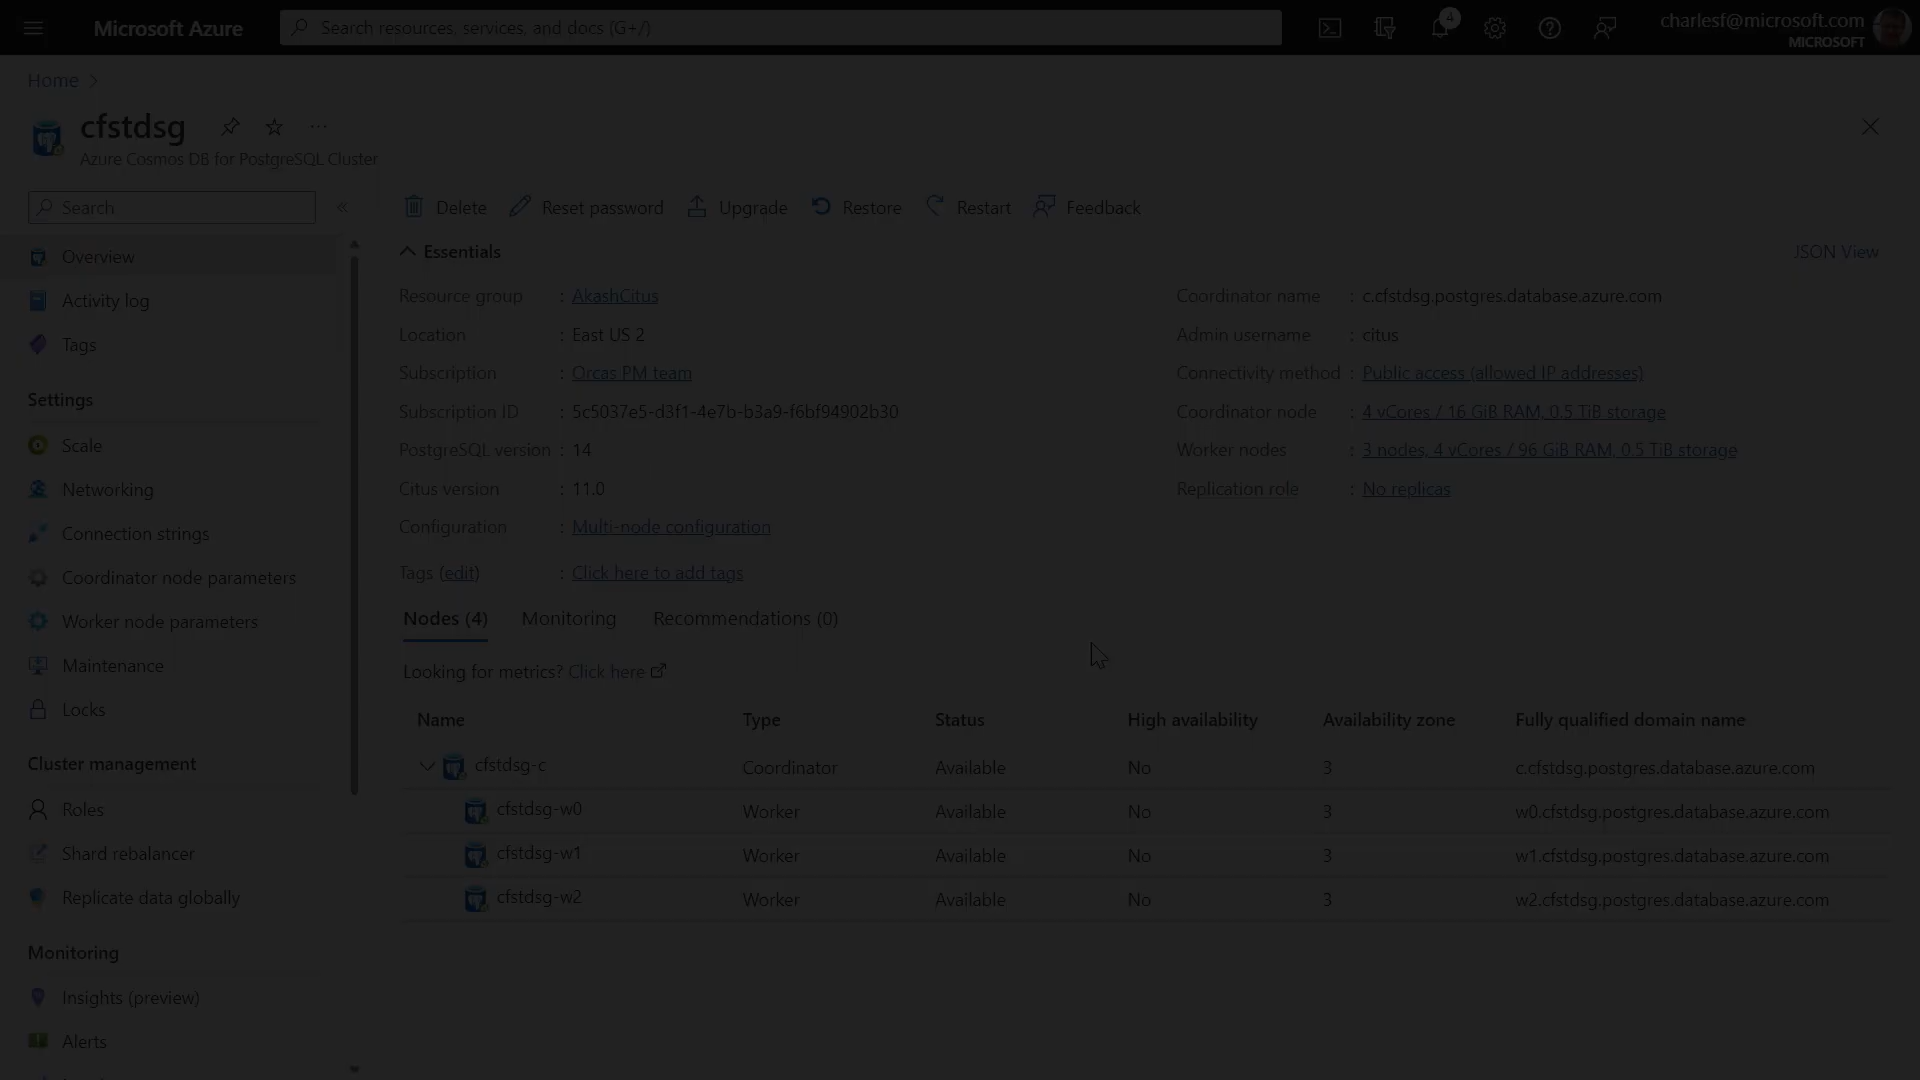 Microsoft Azure
Search resources, services, and docs (G+/)
4
charlesf@microsoft.com
MICROSOFT
Home
cfstdsg
Azure Cosmos DB for PostgreSQL Cluster
Search
Delete
Reset password
Upgrade
Restore
Restart
Feedback
Overview
Activity log
Tags
Settings
Scale
Networking
Connection strings
Coordinator node parameters
Worker node parameters
Maintenance
Locks
Cluster management
Roles
Shard rebalancer
Replicate data globally
Monitoring
Insights (preview)
Alerts
Essentials
JSON View
Resource group : AkashCitus
Location : East US 2
Subscription : Orcas PM team
Subscription ID : 5c5037e5-d3f1-4e7b-b3a9-f6bf94902b30
PostgreSQL version : 14
Citus version : 11.0
Configuration : Multi-node configuration
Tags (edit) : Click here to add tags
Coordinator name : c.cfstdsg.postgres.database.azure.com
Admin username : citus
Connectivity method : Public access (allowed IP addresses)
Coordinator node : 4 vCores / 16 GiB RAM, 0.5 TiB storage
Worker nodes : 3 nodes, 4 vCores / 96 GiB RAM, 0.5 TiB storage
Replication role : No replicas
Nodes (4) Monitoring Recommendations (0)
Looking for metrics? Click here
Name Type Status High availability Availability zone Fully qualified domain name
cfstdsg-c Coordinator Available No 3 c.cfstdsg.postgres.database.azure.com
cfstdsg-w0 Worker Available No 3 w0.cfstdsg.postgres.database.azure.com
cfstdsg-w1 Worker Available No 3 w1.cfstdsg.postgres.database.azure.com
cfstdsg-w2 Worker Available No 3 w2.cfstdsg.postgres.database.azure.com